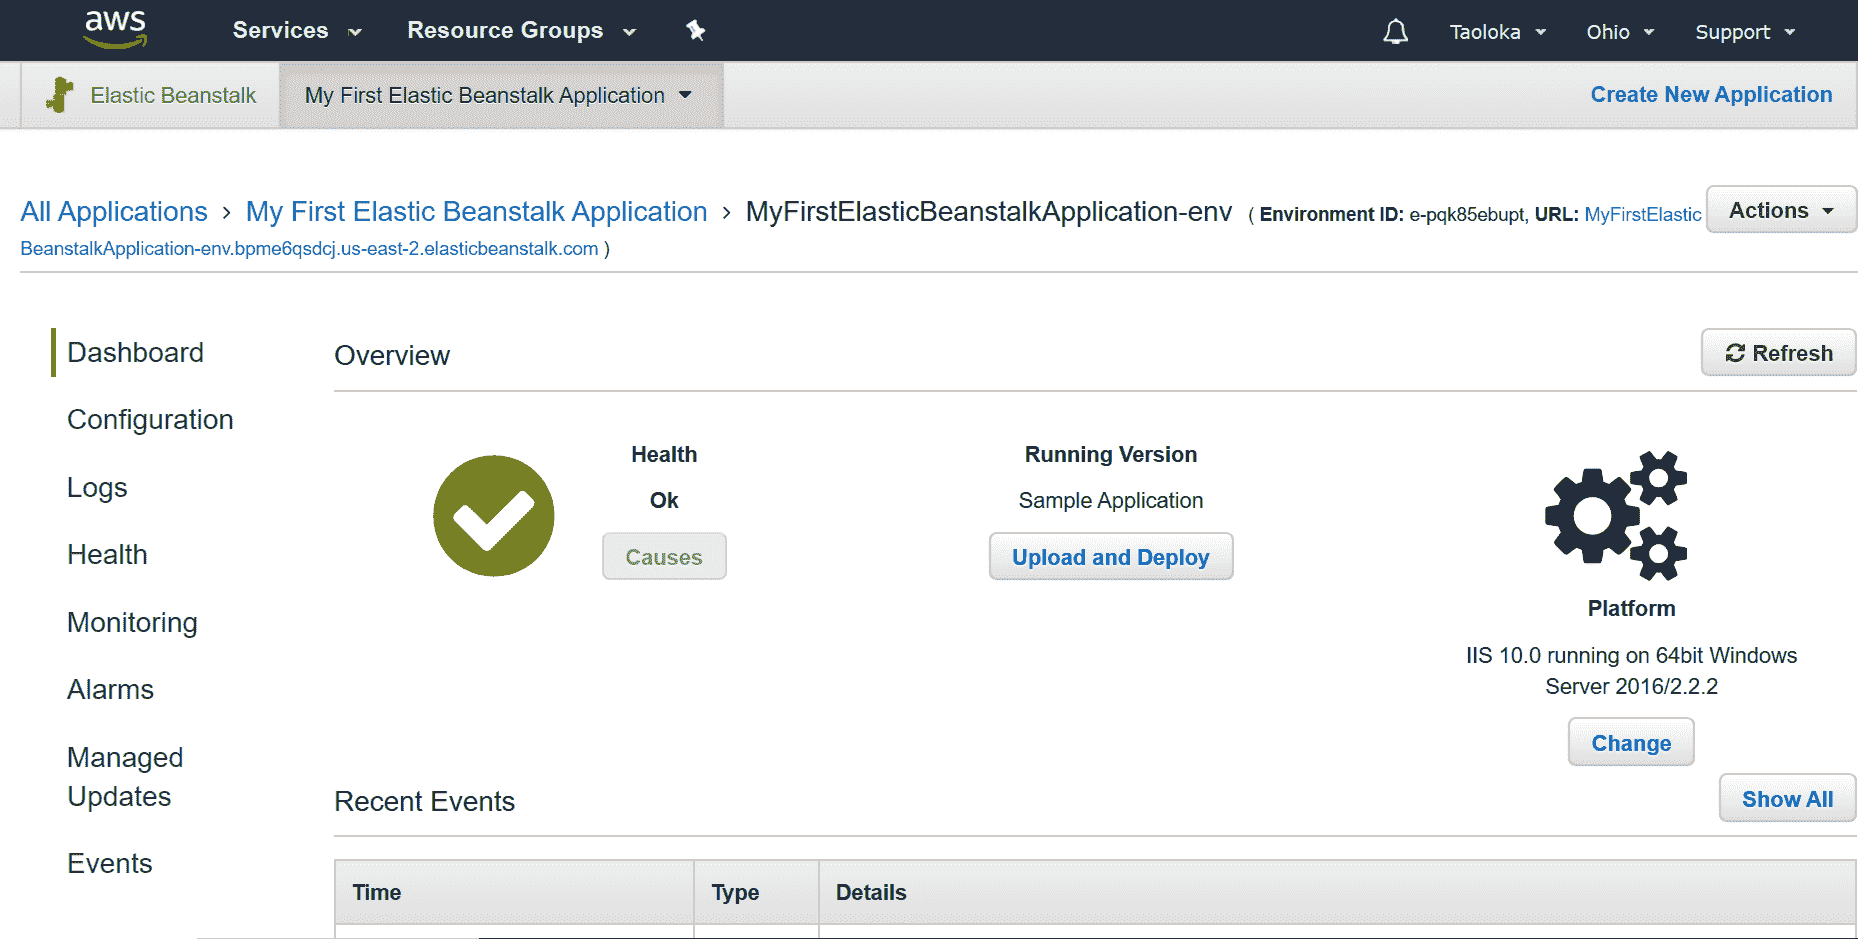 aws Services Resource Groups Taoloka Ohio Support
Elastic Beanstalk My First Elastic Beanstalk Application Create New Application
All Applications › My First Elastic Beanstalk Application › MyFirstElasticBeanstalkApplication-env ( Environment ID: e-pqk85ebupt, URL: MyFirstElastic Actions
BeanstalkApplication-env.bpme6qsdcj.us-east-2.elasticbeanstalk.com )
Dashboard
Configuration
Logs
Health
Monitoring
Alarms
Managed
Updates
Events
Overview
Refresh
Health
Ok
Causes
Running Version
Sample Application
Upload and Deploy
Platform
IIS 10.0 running on 64bit Windows
Server 2016/2.2.2
Change
Recent Events
Show All
Time Type Details